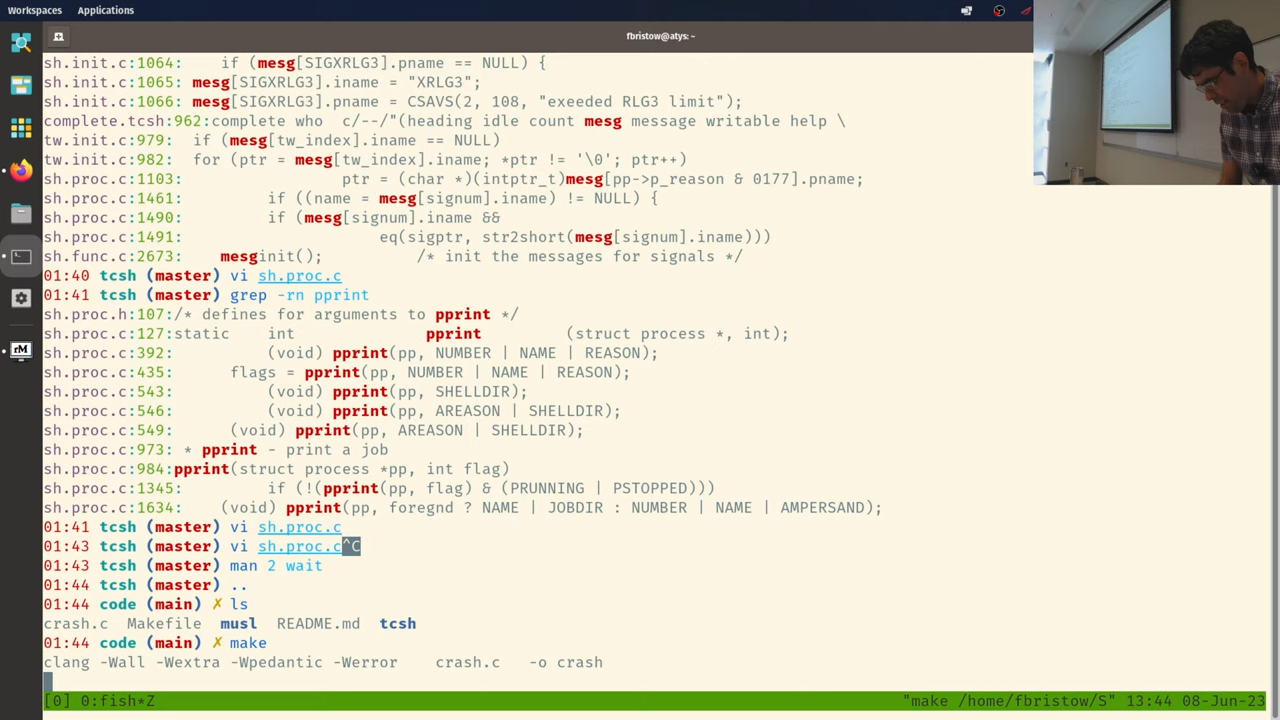 Workspaces Applications
fbristow@atys: ~
sh.init.c:1064:    if (mesg[SIGXRLG3].pname == NULL) {
sh.init.c:1065: mesg[SIGXRLG3].iname = "XRLG3";
sh.init.c:1066: mesg[SIGXRLG3].pname = CSAVS(2, 108, "exeeded RLG3 limit");
complete.tcsh:962:complete who  c/--/"(heading idle count mesg message writable help \
tw.init.c:979:  if (mesg[tw_index].iname == NULL)
tw.init.c:982:  for (ptr = mesg[tw_index].iname; *ptr != '\0'; ptr++)
sh.proc.c:1103:                 ptr = (char *)(intptr_t)mesg[pp->p_reason & 0177].pname;
sh.proc.c:1461:         if ((name = mesg[signum].iname) != NULL) {
sh.proc.c:1490:         if (mesg[signum].iname &&
sh.proc.c:1491:                     eq(sigptr, str2short(mesg[signum].iname)))
sh.func.c:2673:    mesginit();          /* init the messages for signals */
01:40 tcsh (master) vi sh.proc.c
01:41 tcsh (master) grep -rn pprint
sh.proc.h:107:/* defines for arguments to pprint */
sh.proc.c:127:static    int              pprint      (struct process *, int);
sh.proc.c:392:          (void) pprint(pp, NUMBER | NAME | REASON);
sh.proc.c:435:      flags = pprint(pp, NUMBER | NAME | REASON);
sh.proc.c:543:          (void) pprint(pp, SHELLDIR);
sh.proc.c:546:          (void) pprint(pp, AREASON | SHELLDIR);
sh.proc.c:549:      (void) pprint(pp, AREASON | SHELLDIR);
sh.proc.c:973: * pprint - print a job
sh.proc.c:984:pprint(struct process *pp, int flag)
sh.proc.c:1345:         if (!(pprint(pp, flag) & (PRUNNING | PSTOPPED)))
sh.proc.c:1634:    (void) pprint(pp, foregnd ? NAME | JOBDIR : NUMBER | NAME | AMPERSAND);
01:41 tcsh (master) vi sh.proc.c
01:43 tcsh (master) vi sh.proc.c^C
01:43 tcsh (master) man 2 wait
01:44 tcsh (master) ..
01:44 code (main) ✗ ls
crash.c  Makefile  musl  README.md  tcsh
01:44 code (main) ✗ make
clang -Wall -Wextra -Wpedantic -Werror    crash.c   -o crash
rM
[0] 0:fish*Z "make /home/fbristow/S" 13:44 08-Jun-23